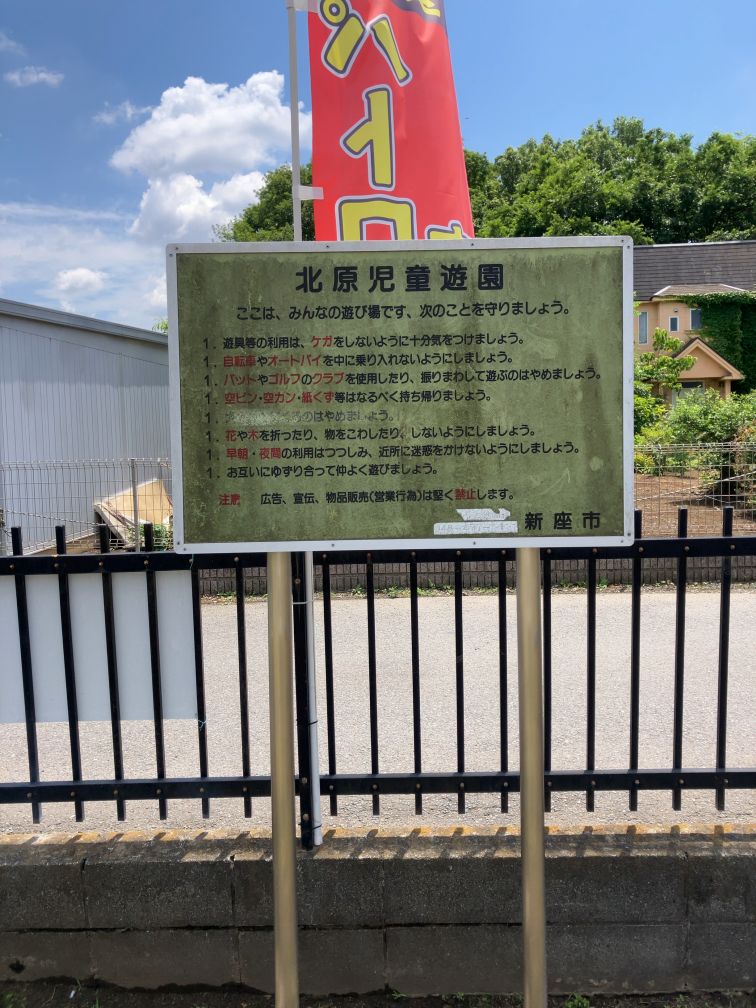 パイロ
北原児童遊園
ここは、みんなの遊び場です、次のことを守りましょう。
1. 遊具等の利用は、ケガをしないように十分気をつけましょう。
1. 自転車やオートバイを中に乗り入れないようにしましょう。
1. バットやゴルフのクラブを使用したり、振りまわして遊ぶのはやめましょう。
1. 空ビン・空カン・紙くず等はなるべく持ち帰りましょう。
1. のはやめましょう。
1. 花や木を折ったり、物をこわしたり しないようにしましょう。
1. 早朝・夜間の利用はつつしみ、近所に迷惑をかけないようにしましょう。
1. お互いにゆずり合って仲よく遊びましょう。
注意 広告、宣伝、物品販売(営業行為)は堅く禁止します。
新座市